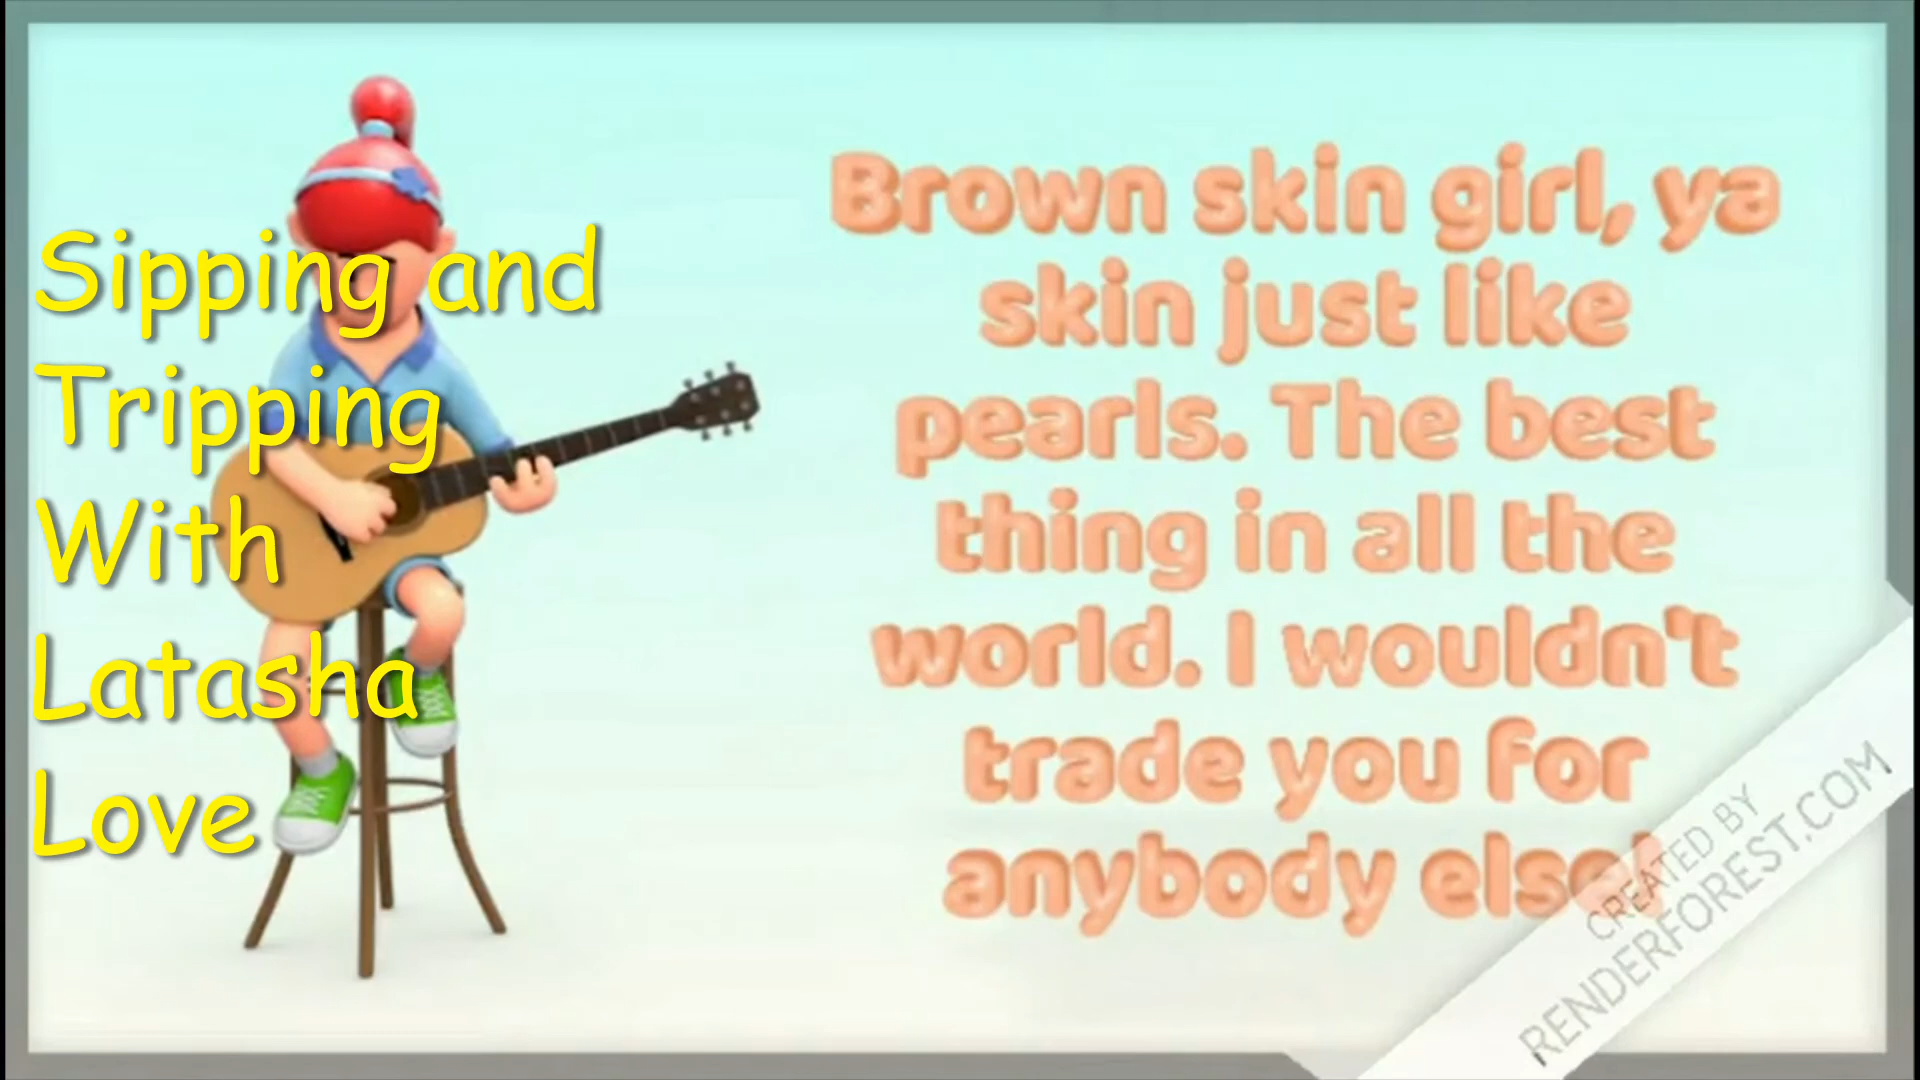 Sipping and
Tripping
With
Latasha
Love
Brown skin girl, ya
skin just like
pearls. The best
thing in all the
world. I wouldn't
trade you for
anybody else!
CREATED BY
RENDERFOREST.COM